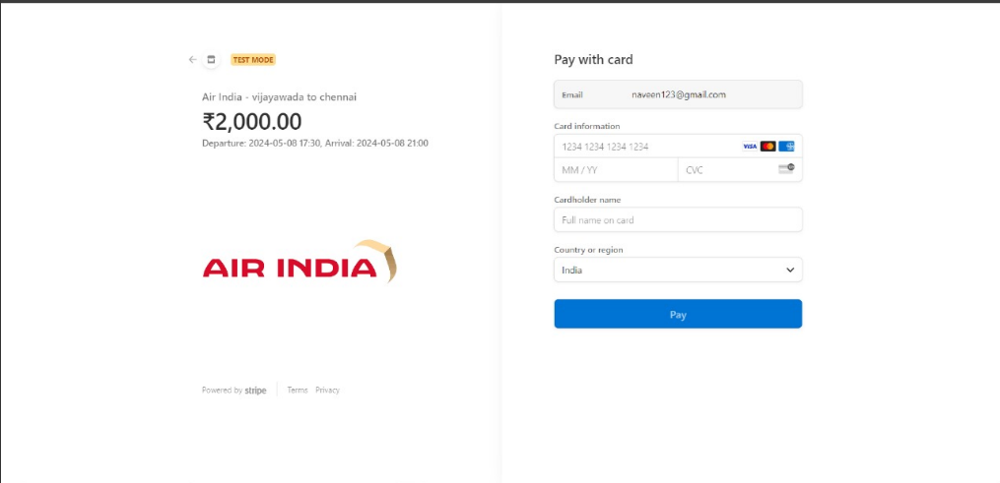 TEST MODE
Air India - vijayawada to chennai
₹2,000.00
Departure: 2024-05-08 17:30, Arrival: 2024-05-08 21:00
AIR INDIA
Powered by stripe
Terms Privacy
Pay with card
Email naveen123@gmail.com
Card information
1234 1234 1234 1234 VISA
MM / YY CVC
Cardholder name
Full name on card
Country or region
India
Pay